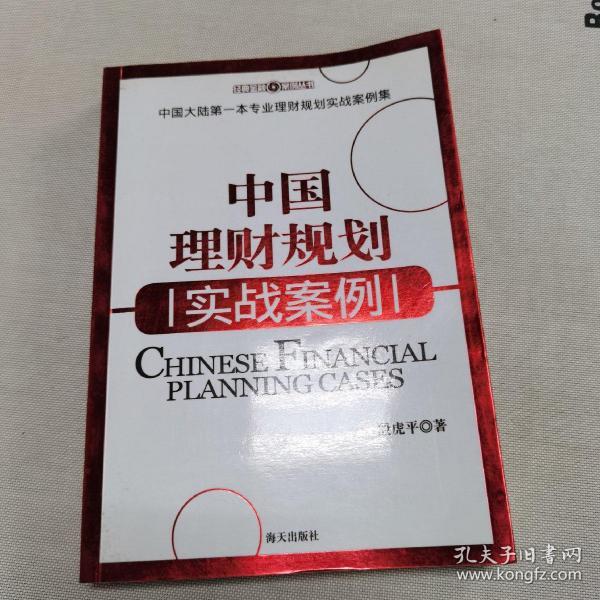 中国大陆第一本专业理财规划实战案例集
中国
理财规划
实战案例
CHINESE FINANCIAL
PLANNING CASES
虎平◎著
海天出版社
孔夫子旧书网
www.kongfz.com